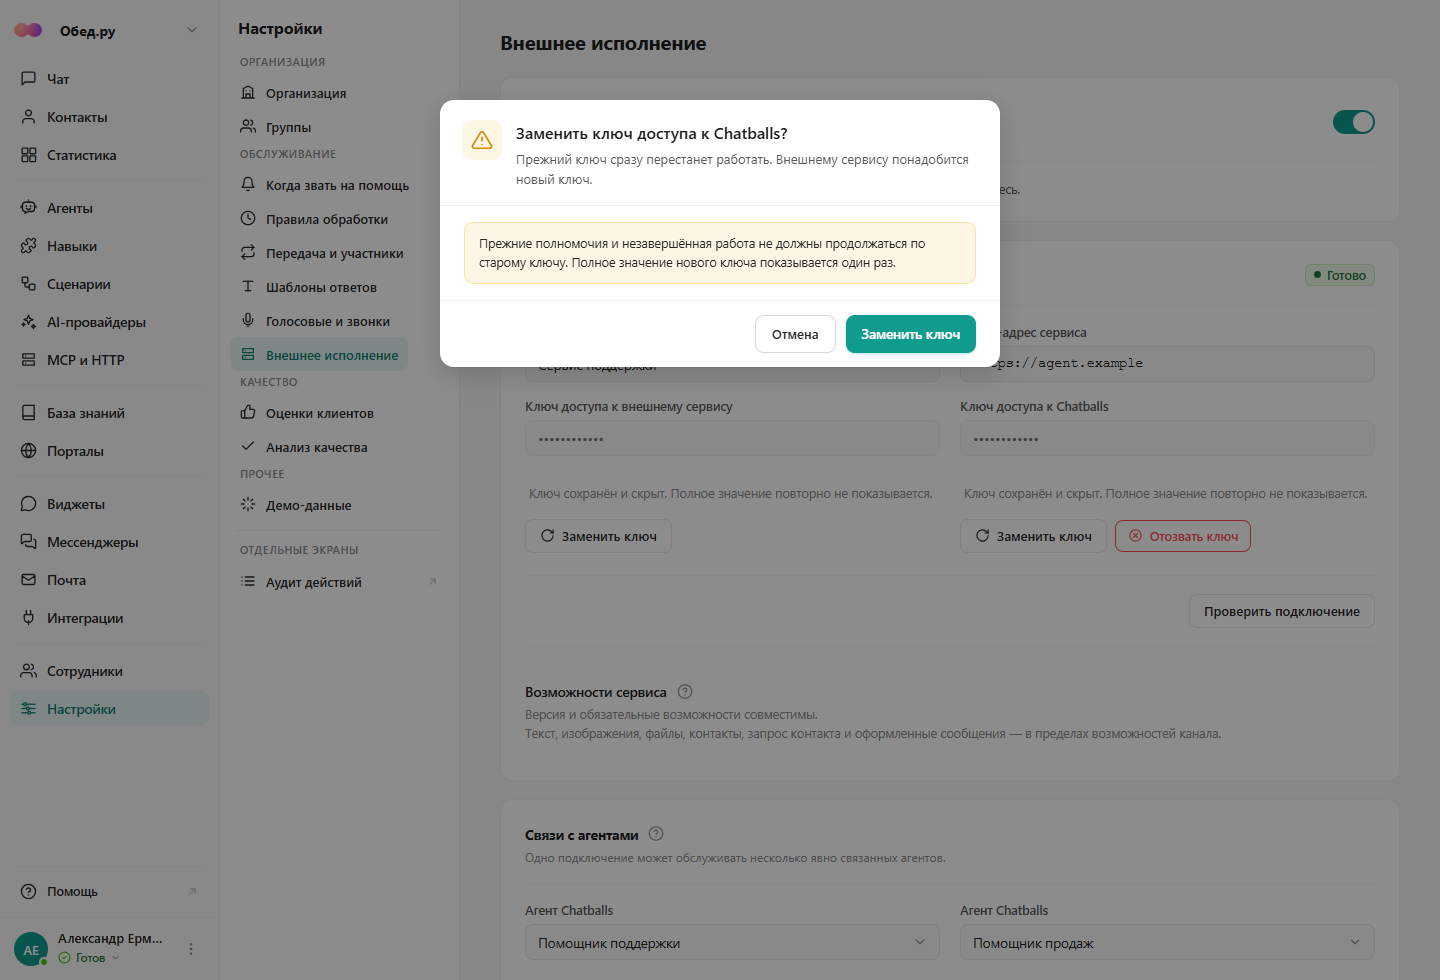 Обед.ру
Чат
Контакты
Статистика
Агенты
Навыки
Сценарии
AI-провайдеры
MCP и HTTP
База знаний
Порталы
Виджеты
Мессенджеры
Почта
Интеграции
Сотрудники
Настройки
Помощь
AE
Александр Ерм...
Готов
Настройки
ОРГАНИЗАЦИЯ
Организация
Группы
ОБСЛУЖИВАНИЕ
Когда звать на помощь
Правила обработки
Передача и участники
Шаблоны ответов
Голосовые и звонки
Внешнее исполнение
КАЧЕСТВО
Оценки клиентов
Анализ качества
ПРОЧЕЕ
Демо-данные
ОТДЕЛЬНЫЕ ЭКРАНЫ
Аудит действий
Внешнее исполнение
Заменить ключ доступа к Chatballs?
Прежний ключ сразу перестанет работать. Внешнему сервису понадобится
новый ключ.
Прежние полномочия и незавершённая работа не должны продолжаться по
старому ключу. Полное значение нового ключа показывается один раз.
Отмена
Заменить ключ
Готово
адрес сервиса
Сервис поддержки
ps://agent.example
Ключ доступа к внешнему сервису
Ключ доступа к Chatballs
••••••••••••
••••••••••••
Ключ сохранён и скрыт. Полное значение повторно не показывается.
Ключ сохранён и скрыт. Полное значение повторно не показывается.
Заменить ключ
Заменить ключ
Отозвать ключ
Проверить подключение
Возможности сервиса
Версия и обязательные возможности совместимы.
Текст, изображения, файлы, контакты, запрос контакта и оформленные сообщения — в пределах возможностей канала.
Связи с агентами
Одно подключение может обслуживать несколько явно связанных агентов.
Агент Chatballs
Агент Chatballs
Помощник поддержки
Помощник продаж